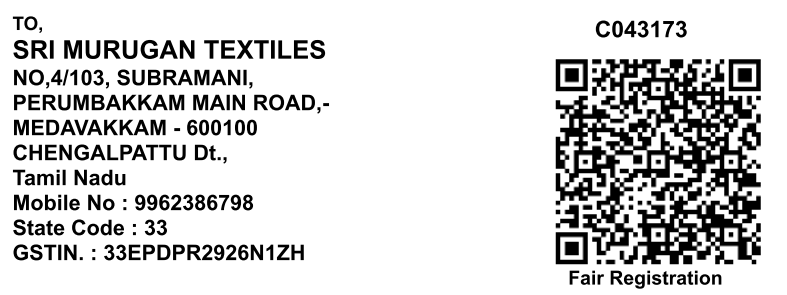 TO,
SRI MURUGAN TEXTILES
NO,4/103, SUBRAMANI,
PERUMBAKKAM MAIN ROAD,-
MEDAVAKKAM - 600100
CHENGALPATTU Dt.,
Tamil Nadu
Mobile No : 9962386798
State Code : 33
GSTIN. : 33EPDPR2926N1ZH
C043173
Fair Registration